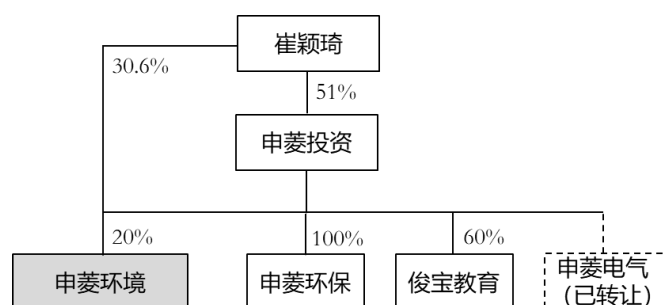 崔颖琦
30.6%
51%
申菱投资
20%
100%
60%
申菱环境
申菱环保
俊宝教育
申菱电气
（已转让）